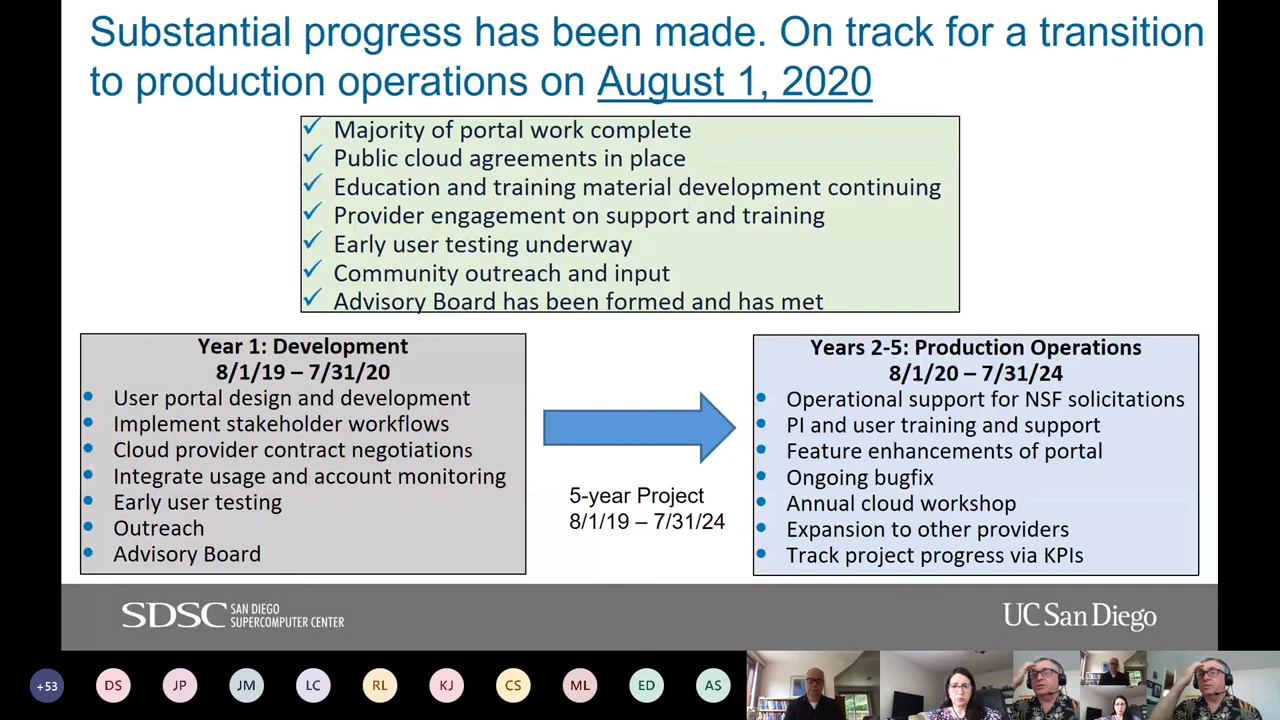 Substantial progress has been made. On track for a transition
to production operations on August 1, 2020
✓ Majority of portal work complete
✓ Public cloud agreements in place
✓ Education and training material development continuing
✓ Provider engagement on support and training
✓ Early user testing underway
✓ Community outreach and input
✓ Advisory Board has been formed and has met
Year 1: Development
8/1/19 – 7/31/20
• User portal design and development
• Implement stakeholder workflows
• Cloud provider contract negotiations
• Integrate usage and account monitoring
• Early user testing
• Outreach
• Advisory Board
5-year Project
8/1/19 – 7/31/24
Years 2-5: Production Operations
8/1/20 – 7/31/24
• Operational support for NSF solicitations
• PI and user training and support
• Feature enhancements of portal
• Ongoing bugfix
• Annual cloud workshop
• Expansion to other providers
• Track project progress via KPIs
SDSC SAN DIEGO
SUPERCOMPUTER CENTER
UC San Diego
+53 DS JP JM LC RL KJ CS ML ED AS